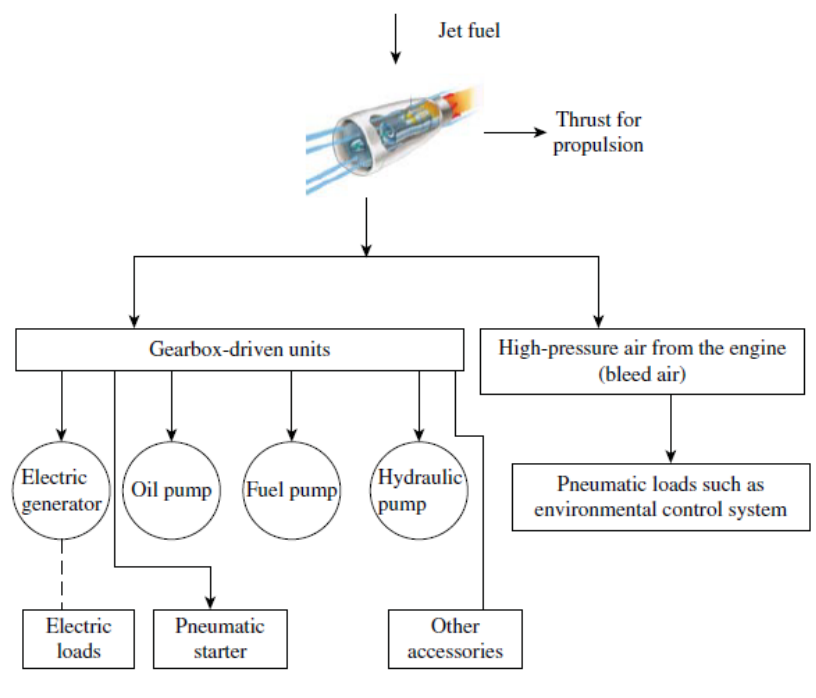 Jet fuel
Thrust for
propulsion
Gearbox-driven units
High-pressure air from the engine
(bleed air)
Electric
generator
Oil pump
Fuel pump
Hydraulic
pump
Pneumatic loads such as
environmental control system
Electric
loads
Pneumatic
starter
Other
accessories